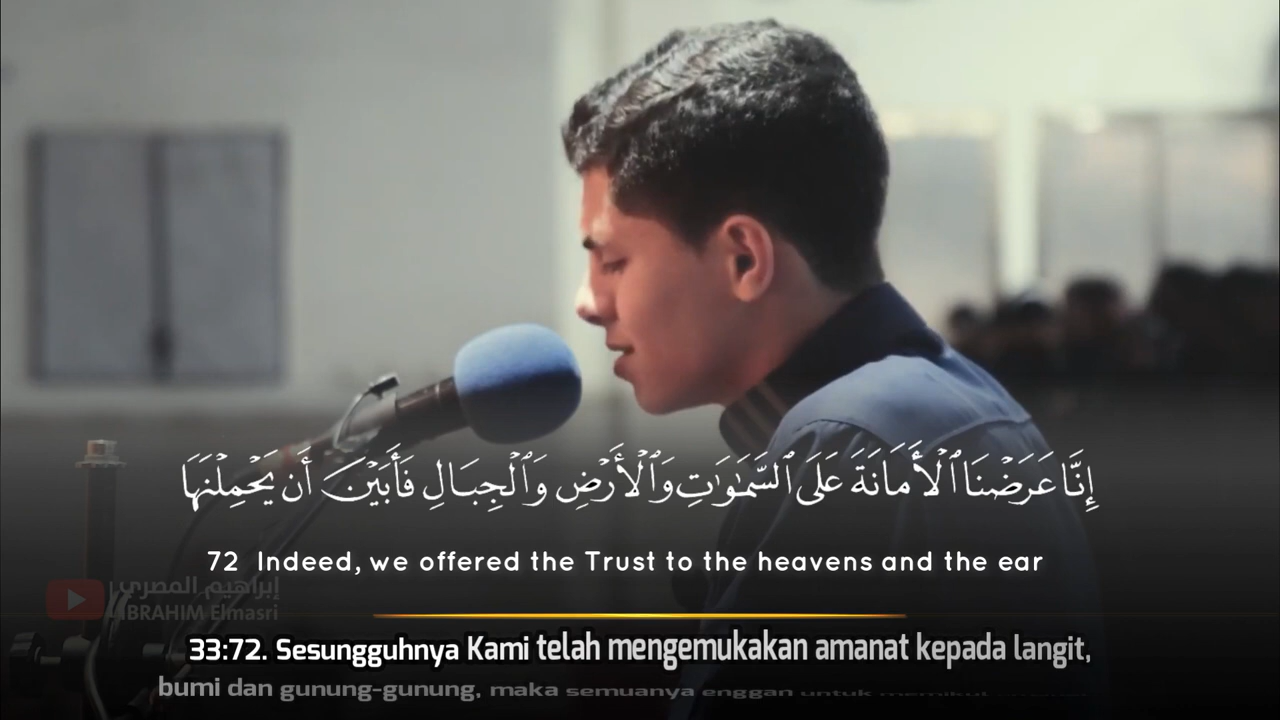 إِنَّا عَرَضْنَا ٱلْأَمَانَةَ عَلَى ٱلسَّمَٰوَٰتِ وَٱلْأَرْضِ وَٱلْجِبَالِ فَأَبَيْنَ أَن يَحْمِلْنَهَا
72 Indeed, we offered the Trust to the heavens and the ear
إبراهيم المصري
IBRAHIM Elmasri
33:72. Sesungguhnya Kami telah mengemukakan amanat kepada langit,
bumi dan gunung-gunung, maka semuanya enggan untuk memikul